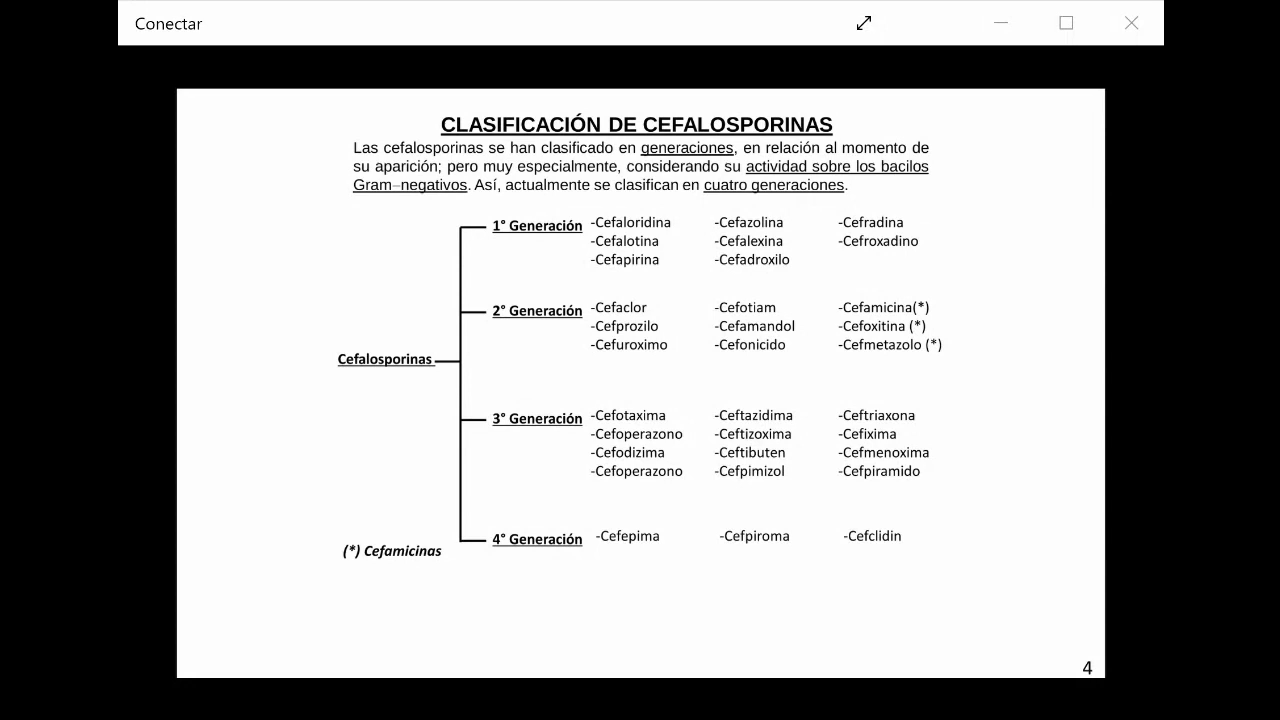 Conectar
CLASIFICACIÓN DE CEFALOSPORINAS
Las cefalosporinas se han clasificado en generaciones, en relación al momento de
su aparición; pero muy especialmente, considerando su actividad sobre los bacilos
Gram–negativos. Así, actualmente se clasifican en cuatro generaciones.
Cefalosporinas
1° Generación -Cefaloridina -Cefazolina -Cefradina
-Cefalotina -Cefalexina -Cefroxadino
-Cefapirina -Cefadroxilo
2° Generación -Cefaclor -Cefotiam -Cefamicina(*)
-Cefprozilo -Cefamandol -Cefoxitina (*)
-Cefuroximo -Cefonicido -Cefmetazolo (*)
3° Generación -Cefotaxima -Ceftazidima -Ceftriaxona
-Cefoperazono -Ceftizoxima -Cefixima
-Cefodizima -Ceftibuten -Cefmenoxima
-Cefoperazono -Cefpimizol -Cefpiramido
4° Generación -Cefepima -Cefpiroma -Cefclidin
(*) Cefamicinas
4